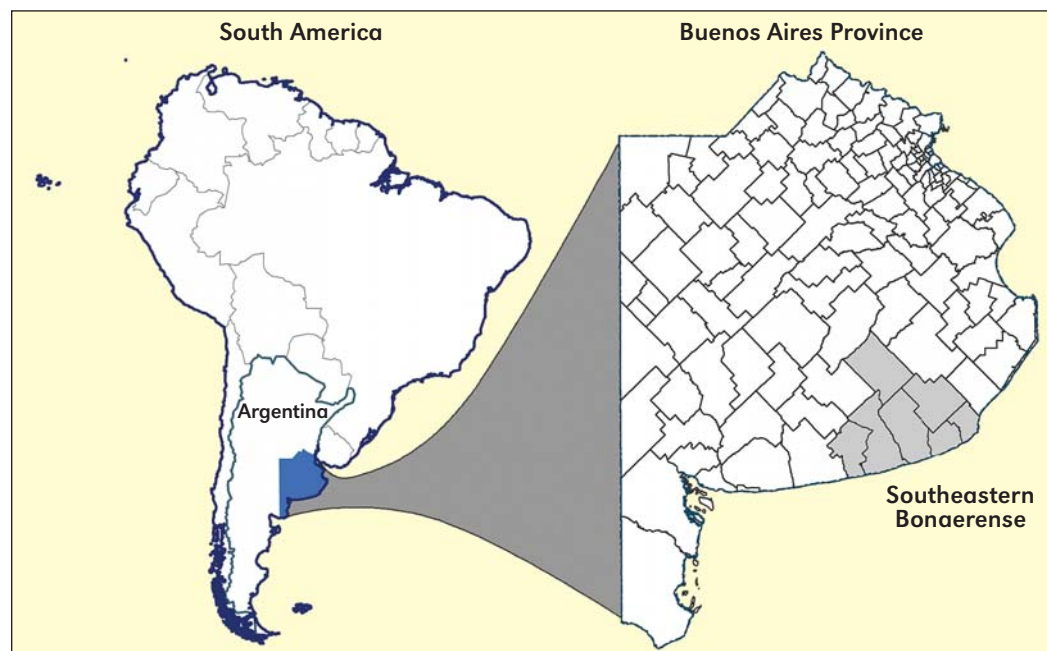 South America
Buenos Aires Province
Argentina
Southeastern
Bonaerense